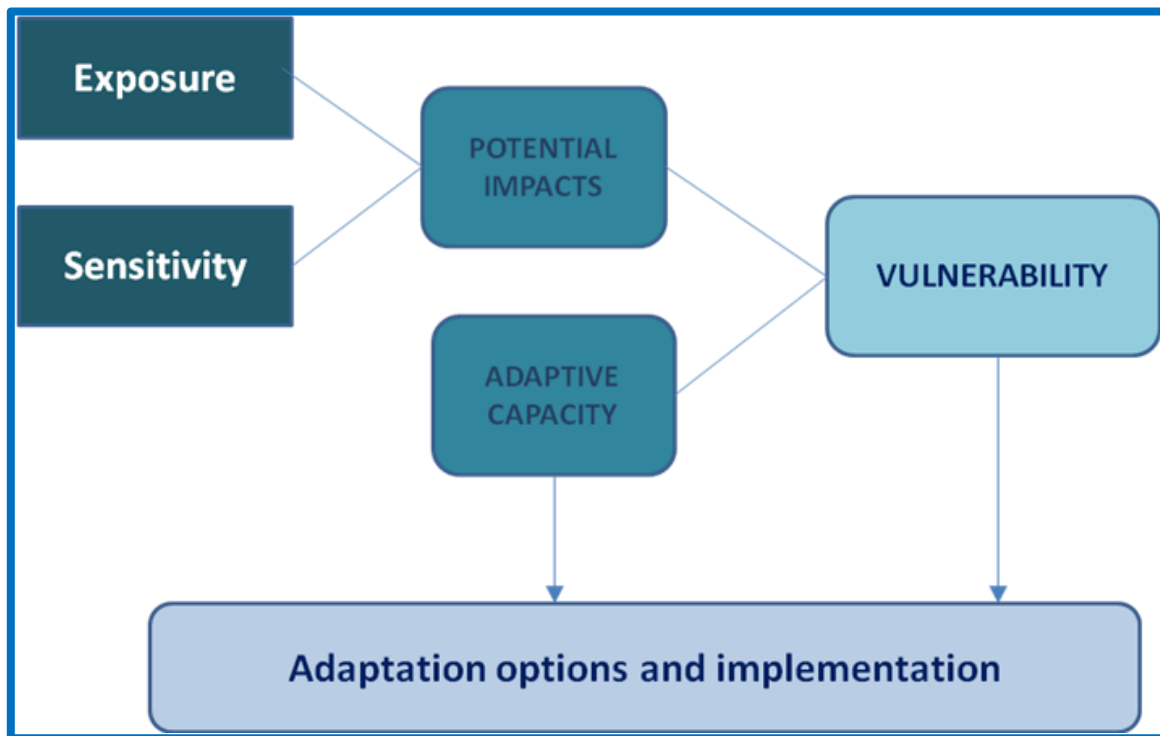 Exposure
POTENTIAL
IMPACTS
Sensitivity
VULNERABILITY
ADAPTIVE
CAPACITY
Adaptation options and implementation